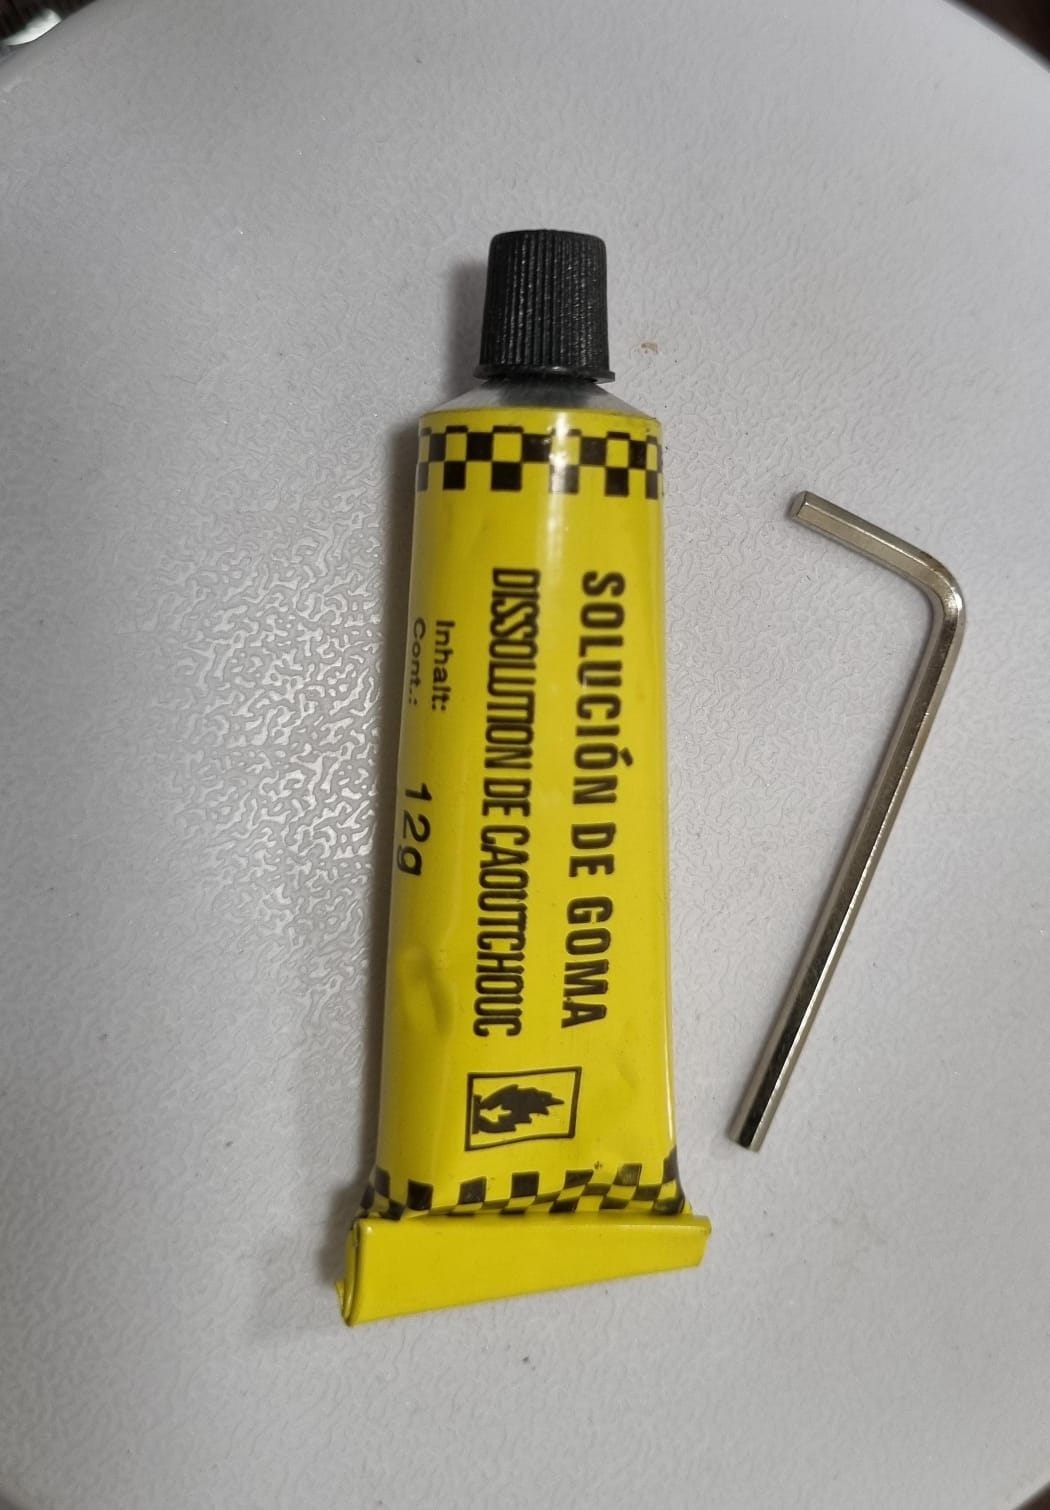 SOLUCIÓN DE GOMA
DISSOLUTION DE CAOUTCHOUC
Inhalt:
Cont.: 12g